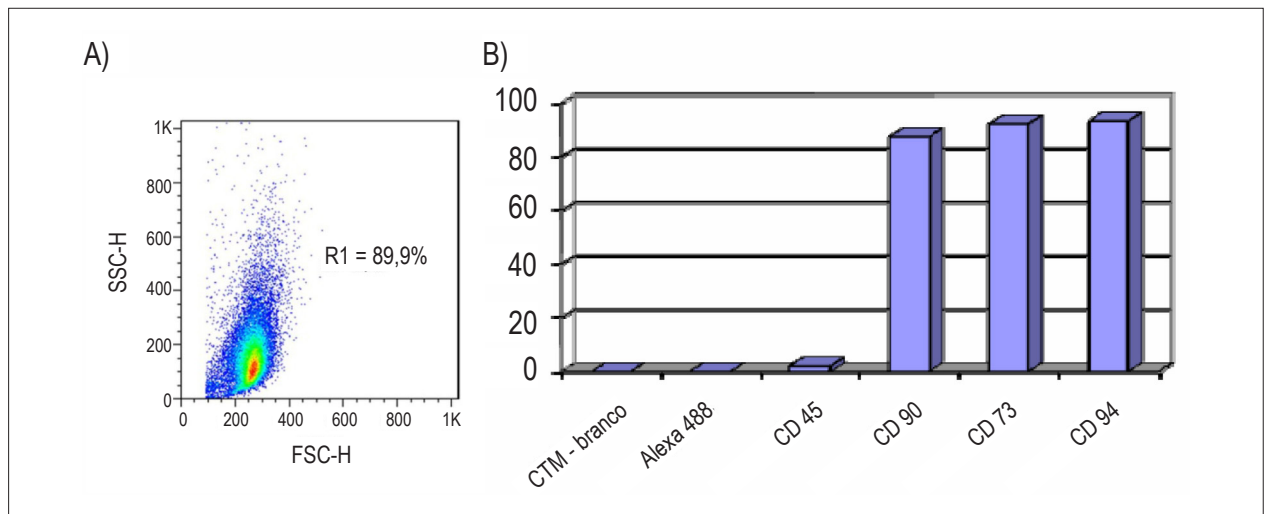 A)
1K
800
600
400
200
0
SSC-H
R1 = 89,9%
0 200 400 600 800 1K
FSC-H
B)
100
80
60
40
20
0
CTM - branco
Alexa 488
CD 45
CD 90
CD 73
CD 94